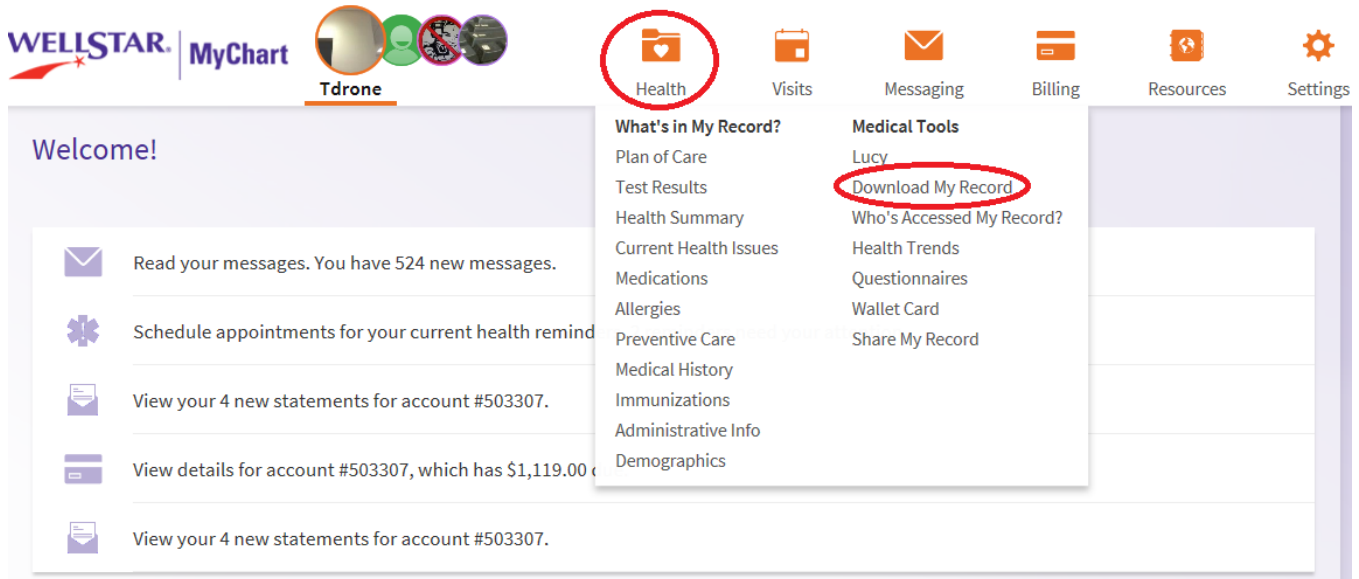 WELLSTAR. MyChart
Tdrone
Health Visits Messaging Billing Resources Settings
Welcome!
What's in My Record?
Plan of Care
Test Results
Health Summary
Current Health Issues
Medications
Allergies
Preventive Care
Medical History
Immunizations
Administrative Info
Demographics
Medical Tools
Lucy
Download My Record
Who's Accessed My Record?
Health Trends
Questionnaires
Wallet Card
Share My Record
Read your messages. You have 524 new messages.
Schedule appointments for your current health remind
View your 4 new statements for account #503307.
View details for account #503307, which has $1,119.00
View your 4 new statements for account #503307.